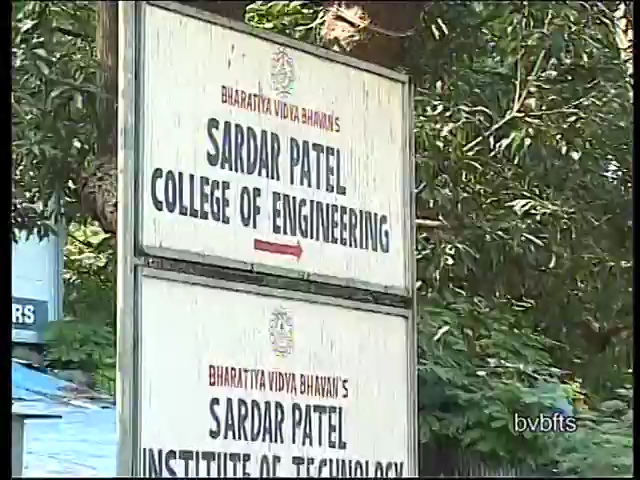 BHARATIYA VIDYA BHAVAN'S
SARDAR PATEL
COLLEGE OF ENGINEERING
BHARATIYA VIDYA BHAVAN'S
SARDAR PATEL
INSTITUTE OF TECHNOLOGY
RS
bvbfts